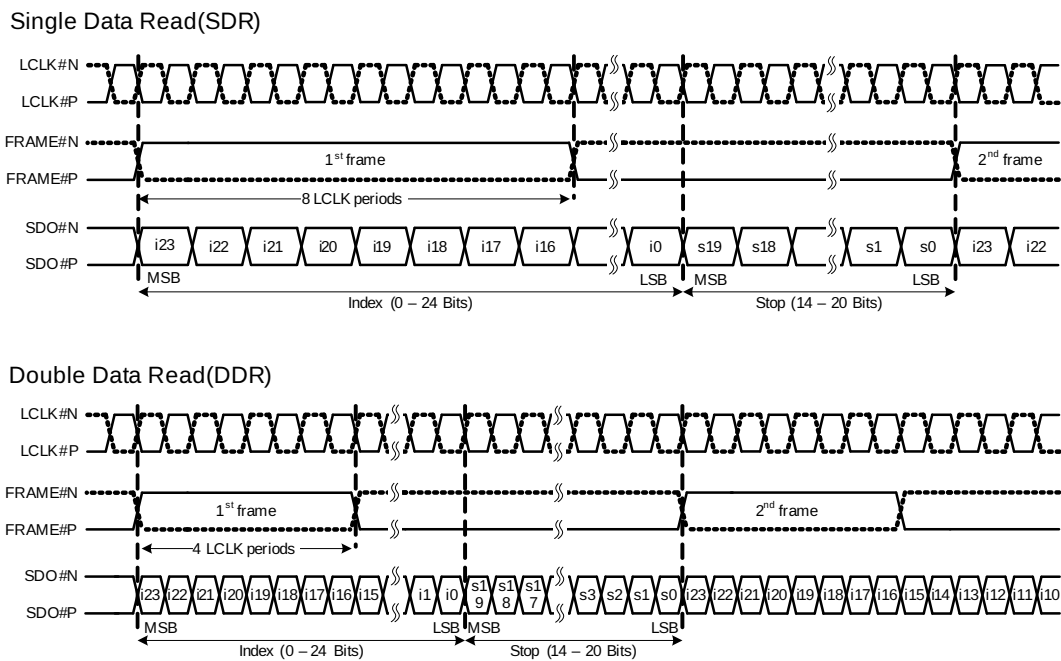 Single Data Read(SDR)
LCLK#N
LCLK#P
FRAME#N
1st frame
2nd frame
FRAME#P
8 LCLK periods
SDO#N
i23 i22 i21 i20 i19 i18 i17 i16 i0 s19 s18 s1 s0 i23 i22
SDO#P
MSB LSB MSB LSB
Index (0 – 24 Bits) Stop (14 – 20 Bits)
Double Data Read(DDR)
LCLK#N
LCLK#P
FRAME#N
1st frame
2nd frame
FRAME#P
4 LCLK periods
SDO#N
i23 i22 i21 i20 i19 i18 i17 i16 i15 i1 i0 s19 s18 s17 s3 s2 s1 s0 i23 i22 i21 i20 i19 i18 i17 i16 i15 i14 i13 i12 i11 i10
SDO#P
MSB LSB MSB LSB
Index (0 – 24 Bits) Stop (14 – 20 Bits)